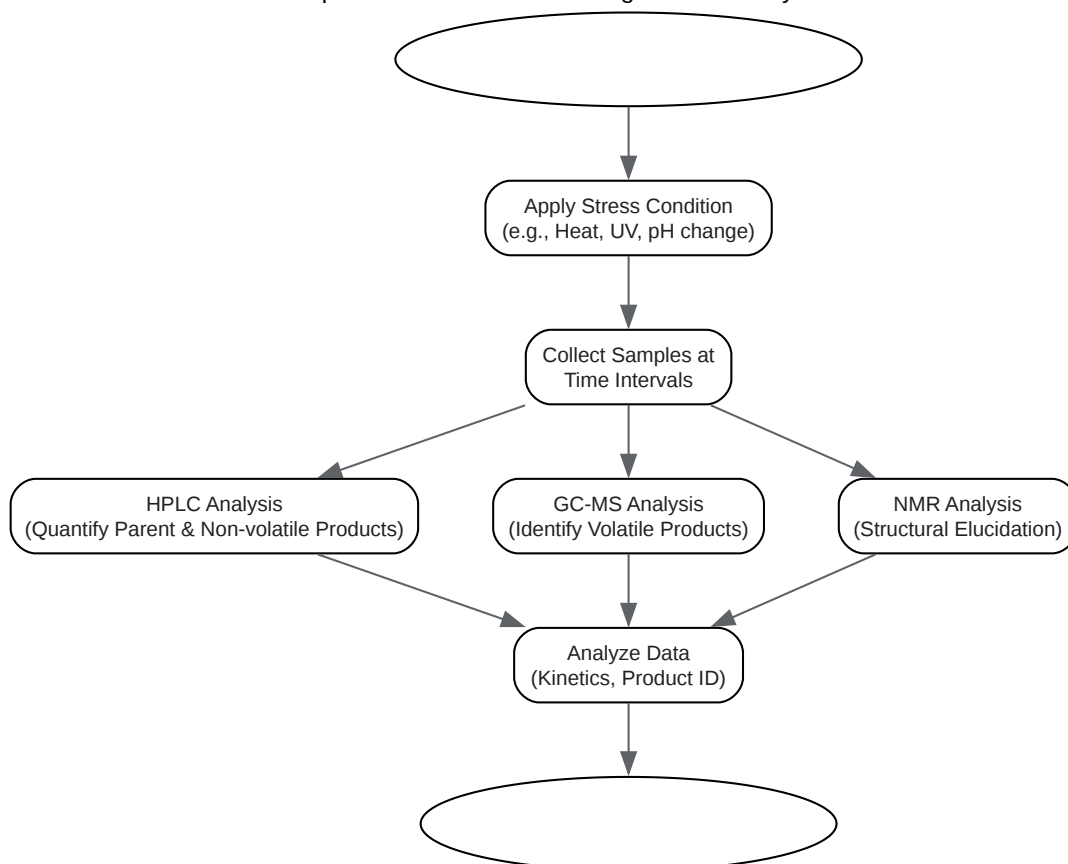 Apply Stress Condition
(e.g., Heat, UV, pH change)
Collect Samples at
Time Intervals
HPLC Analysis
(Quantify Parent & Non-volatile Products)
GC-MS Analysis
(Identify Volatile Products)
NMR Analysis
(Structural Elucidation)
Analyze Data
(Kinetics, Product ID)